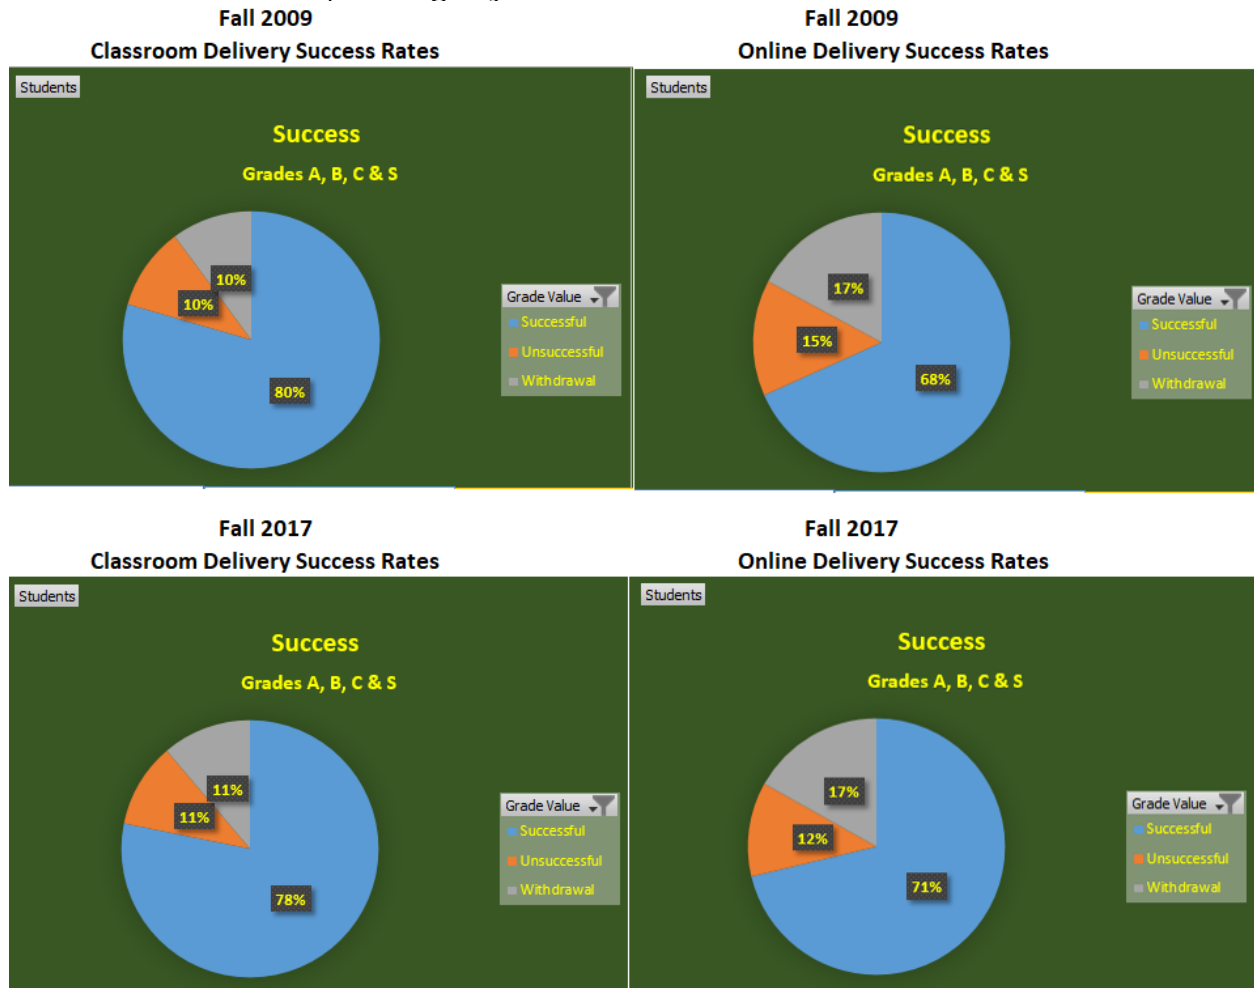 Fall 2009
Classroom Delivery Success Rates
Students
Success
Grades A, B, C & S
10%
10%
80%
Grade Value
Successful
Unsuccessful
Withdrawal
Fall 2009
Online Delivery Success Rates
Students
Success
Grades A, B, C & S
17%
15%
68%
Grade Value
Successful
Unsuccessful
Withdrawal
Fall 2017
Classroom Delivery Success Rates
Students
Success
Grades A, B, C & S
11%
11%
78%
Grade Value
Successful
Unsuccessful
Withdrawal
Fall 2017
Online Delivery Success Rates
Students
Success
Grades A, B, C & S
17%
12%
71%
Grade Value
Successful
Unsuccessful
Withdrawal